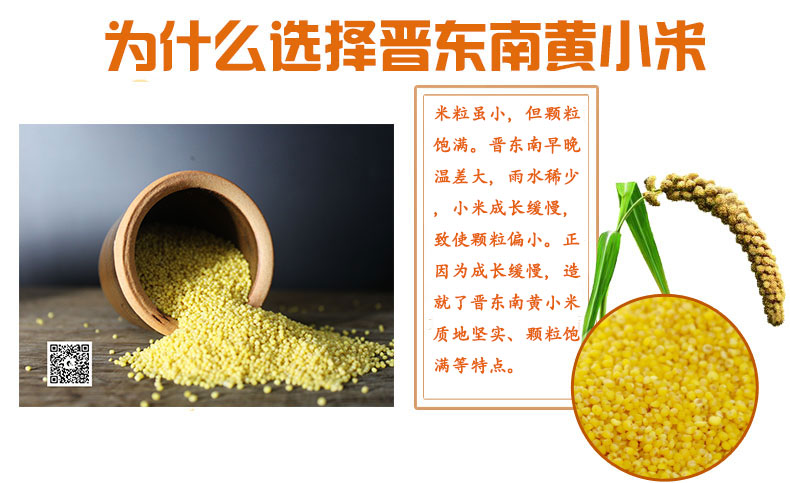 为什么选择晋东南黄小米
米粒虽小，但颗粒
饱满。晋东南早晚
温差大，雨水稀少
，小米成长缓慢，
致使颗粒偏小。正
因为成长缓慢，造
就了晋东南黄小米
质地坚实、颗粒饱
满等特点。